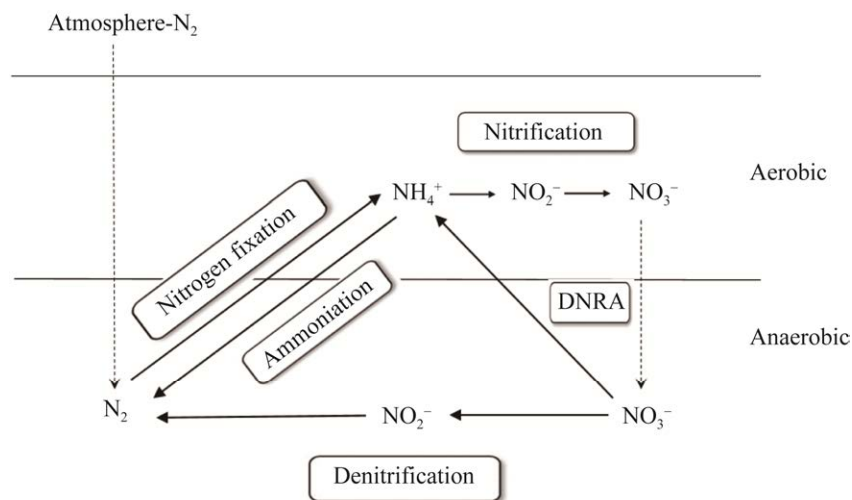 Atmosphere-N₂
Nitrification
Aerobic
NH₄⁺ NO₂⁻ NO₃⁻
Nitrogen fixation
Ammoniation
DNRA
Anaerobic
N₂ NO₂⁻ NO₃⁻
Denitrification